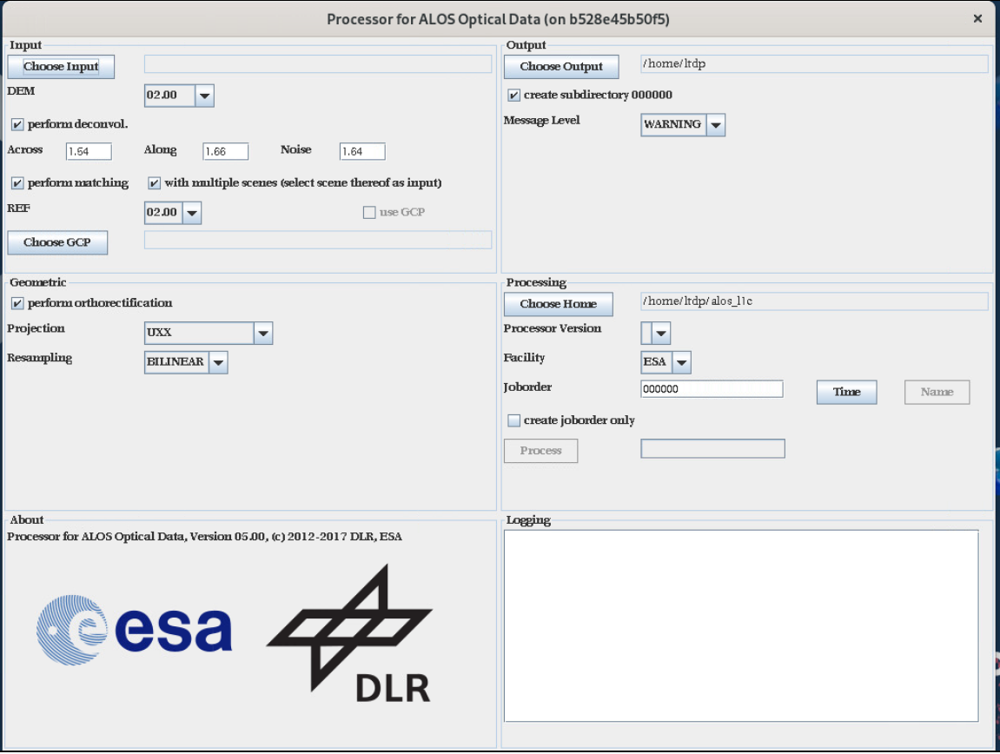 Processor for ALOS Optical Data (on b528e45b50f5)
Input
Choose Input
DEM
02.00
perform deconvol.
Across
1.64
Along
1.66
Noise
1.64
perform matching
with multiple scenes (select scene thereof as input)
REF
02.00
use GCP
Choose GCP
Output
Choose Output
/home/ltdp
create subdirectory 000000
Message Level
WARNING
Geometric
perform orthorectification
Projection
UXX
Resampling
BILINEAR
Processing
Choose Home
/home/ltdp/alos_l1c
Processor Version
Facility
ESA
Joborder
000000
Time
Name
create joborder only
Process
About
Processor for ALOS Optical Data, Version 05.00, (c) 2012-2017 DLR, ESA
esa
DLR
Logging